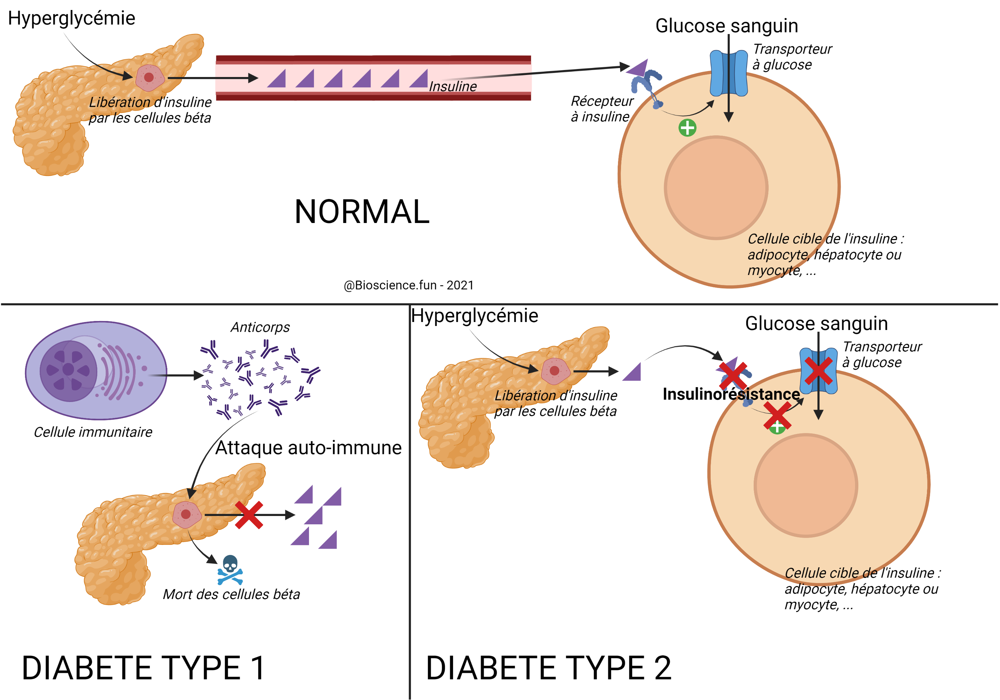 Hyperglycémie
Glucose sanguin
Transporteur
à glucose
Insuline
Récepteur
à insuline
Libération d'insuline
par les cellules béta
NORMAL
Cellule cible de l'insuline :
adipocyte, hépatocyte ou
myocyte, ...
@Bioscience.fun - 2021
Anticorps
Cellule immunitaire
Attaque auto-immune
Mort des cellules béta
DIABETE TYPE 1
Hyperglycémie
Glucose sanguin
Transporteur
à glucose
Libération d'insuline
par les cellules béta
Insulinorésistance
Cellule cible de l'insuline :
adipocyte, hépatocyte ou
myocyte, ...
DIABETE TYPE 2